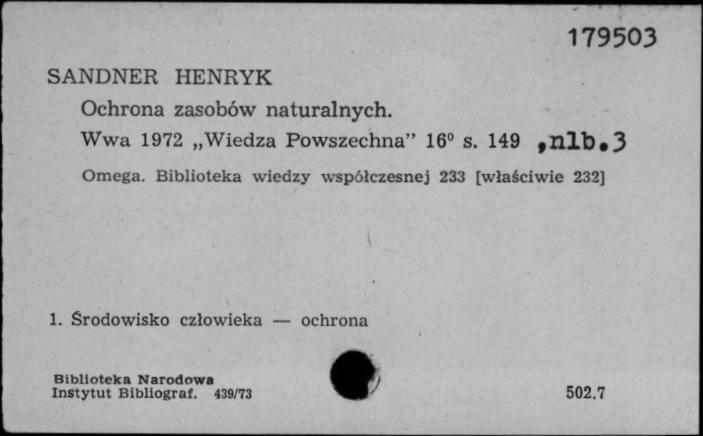 179503
SANDNER HENRYK
Ochrona zasobów naturalnych.
Wwa 1972 „Wiedza Powszechna” 16⁰ s. 149 ,nlb.3
Omega. Biblioteka wiedzy współczesnej 233 [właściwie 232]
1. Środowisko człowieka — ochrona
Biblioteka Narodowa
Instytut Bibliograf. 439/73
502.7